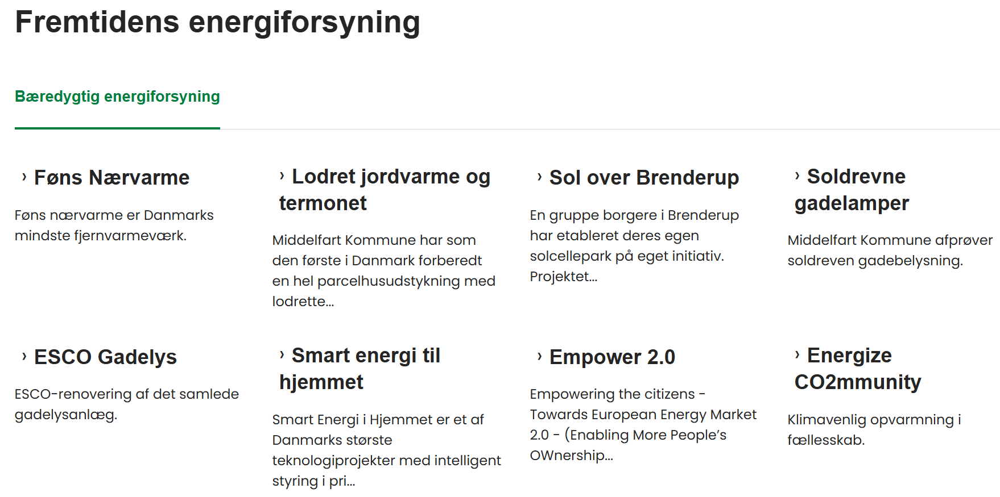 Fremtidens energiforsyning
Bæredygtig energiforsyning
› Føns Nærvarme
Føns nærvarme er Danmarks
mindste fjernvarmeværk.
› Lodret jordvarme og
termonet
Middelfart Kommune har som
den første i Danmark forberedt
en hel parcelhusudstykning med
lodrette...
› Sol over Brenderup
En gruppe borgere i Brenderup
har etableret deres egen
solcellepark på eget initiativ.
Projektet...
› Soldrevne
gadelamper
Middelfart Kommune afprøver
soldreven gadebelysning.
› ESCO Gadelys
ESCO-renovering af det samlede
gadelysanlæg.
› Smart energi til
hjemmet
Smart Energi i Hjemmet er et af
Danmarks største
teknologiprojekter med intelligent
styring i pri...
› Empower 2.0
Empowering the citizens -
Towards European Energy Market
2.0 - (Enabling More People’s
OWnership...
› Energize
CO2mmunity
Klimavenlig opvarmning i
fællesskab.